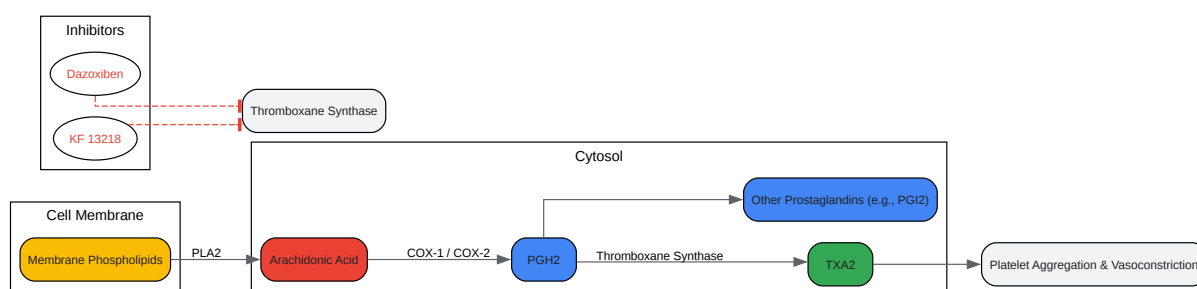 Inhibitors
Dazoxiben
KF 13218
Thromboxane Synthase
Cytosol
Other Prostaglandins (e.g., PGI2)
Cell Membrane
Membrane Phospholipids
PLA2
Arachidonic Acid
COX-1 / COX-2
PGH2
Thromboxane Synthase
TXA2
Platelet Aggregation & Vasoconstriction